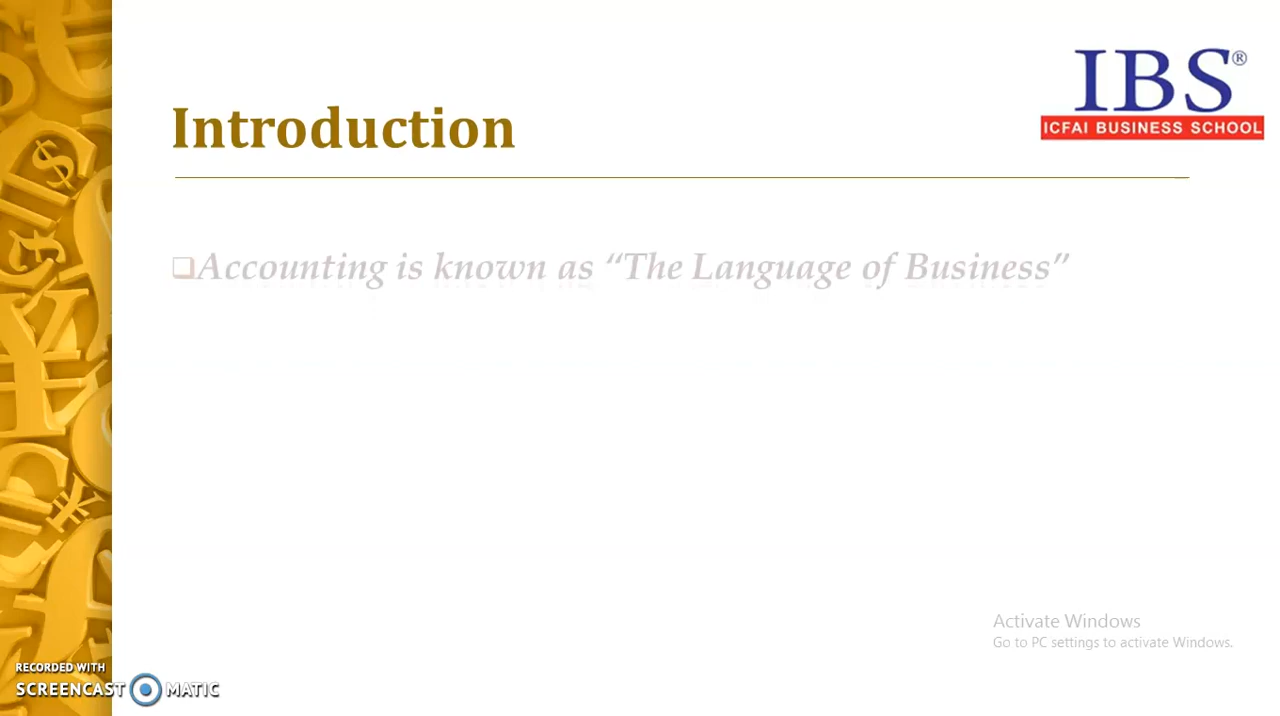 IBS®
ICFAI BUSINESS SCHOOL
Introduction
Accounting is known as “The Language of Business”
Activate Windows
Go to PC settings to activate Windows.
RECORDED WITH
SCREENCAST MATIC